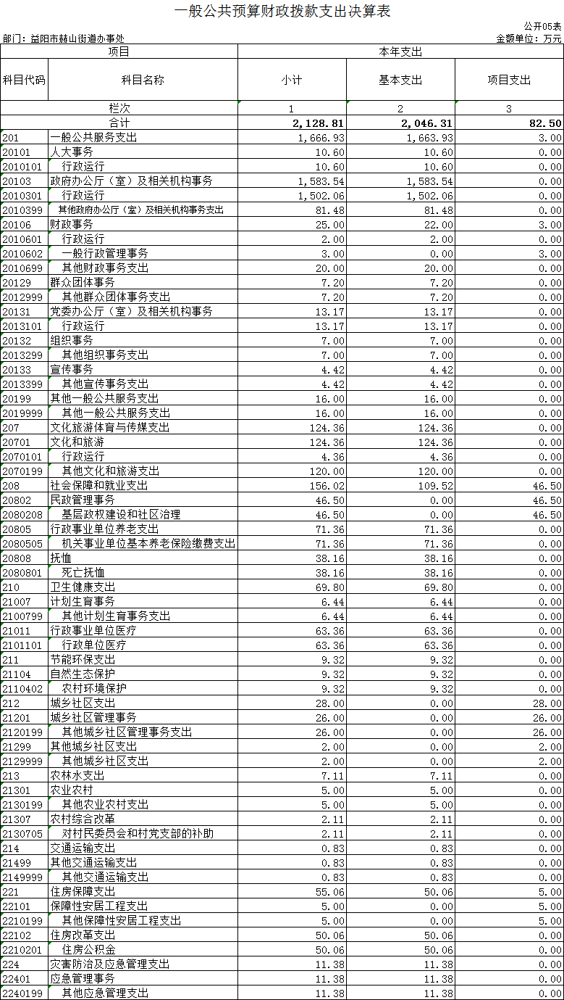 一般公共预算财政拨款支出决算表
公开05表
部门：益阳市赫山街道办事处 金额单位：万元
项目 本年支出
科目代码 科目名称 小计 基本支出 项目支出
栏次 1 2 3
合计 2,128.81 2,046.31 82.50
201 一般公共服务支出 1,666.93 1,663.93 3.00
20101 人大事务 10.60 10.60 0.00
2010101 行政运行 10.60 10.60 0.00
20103 政府办公厅（室）及相关机构事务 1,583.54 1,583.54 0.00
2010301 行政运行 1,502.06 1,502.06 0.00
2010399 其他政府办公厅（室）及相关机构事务支出 81.48 81.48 0.00
20106 财政事务 25.00 22.00 3.00
2010601 行政运行 2.00 2.00 0.00
2010602 一般行政管理事务 3.00 0.00 3.00
2010699 其他财政事务支出 20.00 20.00 0.00
20129 群众团体事务 7.20 7.20 0.00
2012999 其他群众团体事务支出 7.20 7.20 0.00
20131 党委办公厅（室）及相关机构事务 13.17 13.17 0.00
2013101 行政运行 13.17 13.17 0.00
20132 组织事务 7.00 7.00 0.00
2013299 其他组织事务支出 7.00 7.00 0.00
20133 宣传事务 4.42 4.42 0.00
2013399 其他宣传事务支出 4.42 4.42 0.00
20199 其他一般公共服务支出 16.00 16.00 0.00
2019999 其他一般公共服务支出 16.00 16.00 0.00
207 文化旅游体育与传媒支出 124.36 124.36 0.00
20701 文化和旅游 124.36 124.36 0.00
2070101 行政运行 4.36 4.36 0.00
2070199 其他文化和旅游支出 120.00 120.00 0.00
208 社会保障和就业支出 156.02 109.52 46.50
20802 民政管理事务 46.50 0.00 46.50
2080208 基层政权建设和社区治理 46.50 0.00 46.50
20805 行政事业单位养老支出 71.36 71.36 0.00
2080505 机关事业单位基本养老保险缴费支出 71.36 71.36 0.00
20808 抚恤 38.16 38.16 0.00
2080801 死亡抚恤 38.16 38.16 0.00
210 卫生健康支出 69.80 69.80 0.00
21007 计划生育事务 6.44 6.44 0.00
2100799 其他计划生育事务支出 6.44 6.44 0.00
21011 行政事业单位医疗 63.36 63.36 0.00
2101101 行政单位医疗 63.36 63.36 0.00
211 节能环保支出 9.32 9.32 0.00
21104 自然生态保护 9.32 9.32 0.00
2110402 农村环境保护 9.32 9.32 0.00
212 城乡社区支出 28.00 0.00 28.00
21201 城乡社区管理事务 26.00 0.00 26.00
2120199 其他城乡社区管理事务支出 26.00 0.00 26.00
21299 其他城乡社区支出 2.00 0.00 2.00
2129999 其他城乡社区支出 2.00 0.00 2.00
213 农林水支出 7.11 7.11 0.00
21301 农业农村 5.00 5.00 0.00
2130199 其他农业农村支出 5.00 5.00 0.00
21307 农村综合改革 2.11 2.11 0.00
2130705 对村民委员会和村党支部的补助 2.11 2.11 0.00
214 交通运输支出 0.83 0.83 0.00
21499 其他交通运输支出 0.83 0.83 0.00
2149999 其他交通运输支出 0.83 0.83 0.00
221 住房保障支出 55.06 50.06 5.00
22101 保障性安居工程支出 5.00 0.00 5.00
2210199 其他保障性安居工程支出 5.00 0.00 5.00
22102 住房改革支出 50.06 50.06 0.00
2210201 住房公积金 50.06 50.06 0.00
224 灾害防治及应急管理支出 11.38 11.38 0.00
22401 应急管理事务 11.38 11.38 0.00
2240199 其他应急管理支出 11.38 11.38 0.00